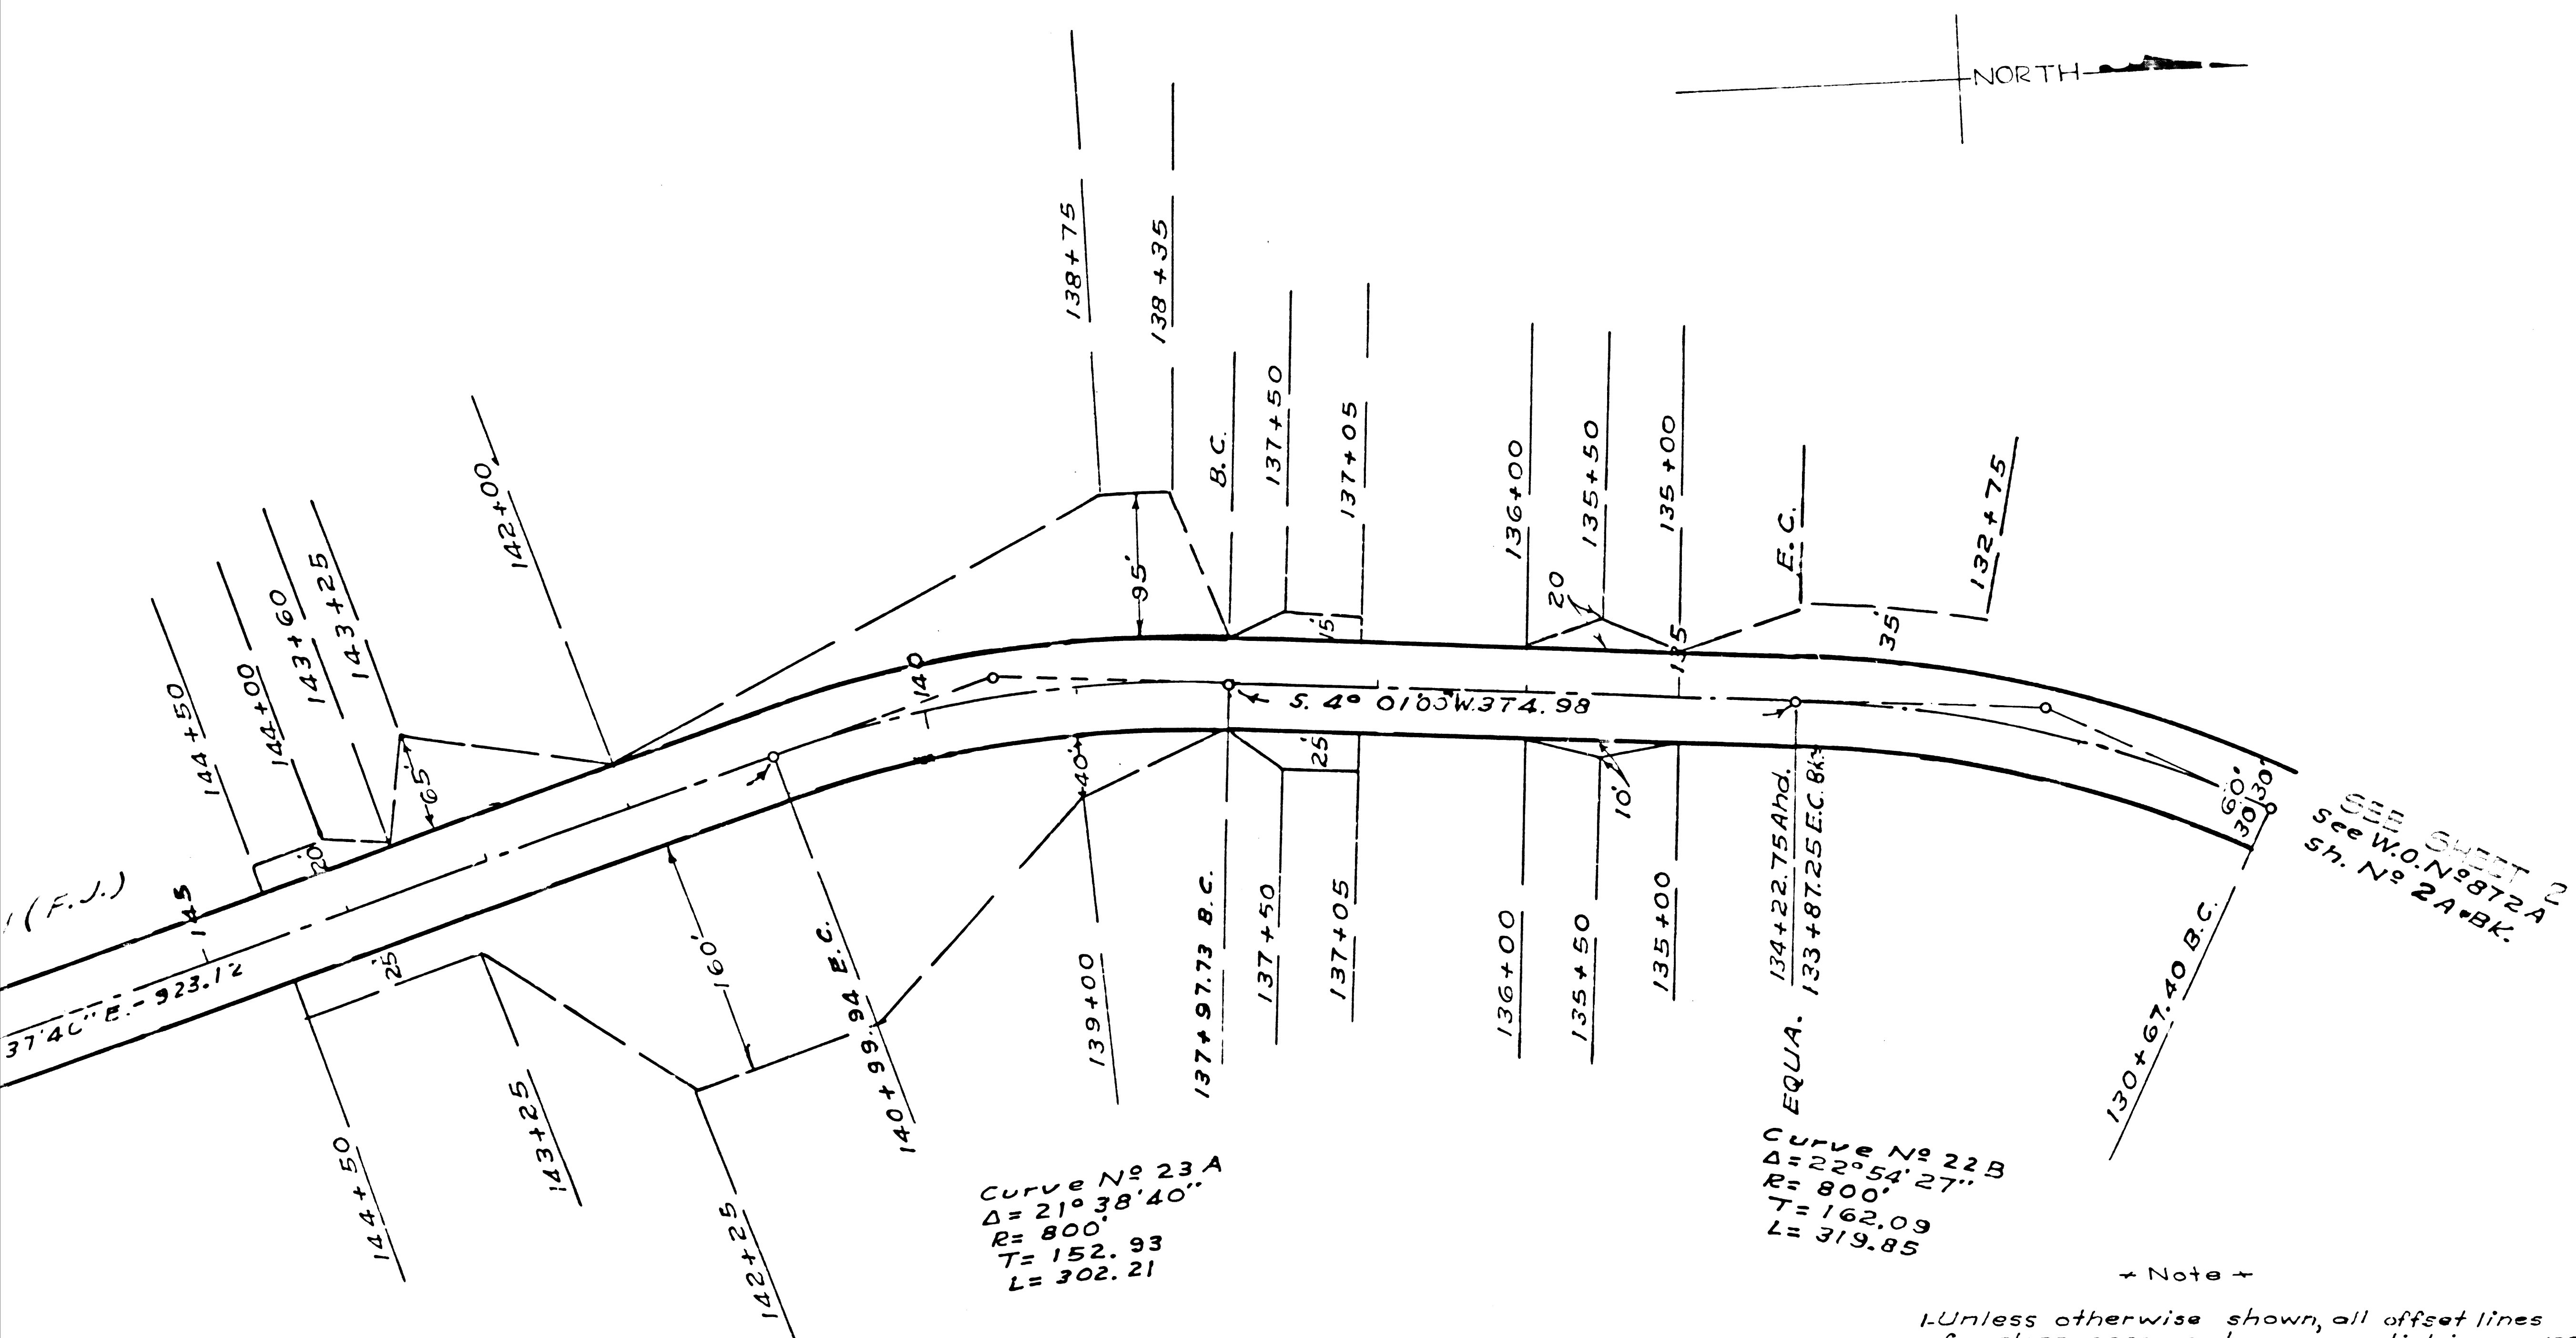 NORTH
138+75
138+35
B.C.
137+50
137+05
136+00
135+50
135+00
E.C.
132+75
142+00
143+25
143+60
144+00
144+50
95'
15'
20
135
35'
140
65'
20'
145
(F.J.)
S. 4° 01'05"W. 374.98
37'40" E. - 923.12
25'
160'
40'
25'
10'
60'
30'
30'
SEE SHEET 2
See W.O. Nº 872A
Sh. Nº 2A•BK.
144+50
143+25
142+25
140+99.94 E.C.
139+00
137+97.73 B.C.
137+50
137+05
136+00
135+50
135+00
EQUA. 134+22.75 Ahd.
133+87.25 E.C. Bk.
130+67.40 B.C.
Curve Nº 23 A
Δ= 21° 38' 40"
R= 800'
T= 152.93
L= 302.21
Curve Nº 22 B
Δ= 22° 54' 27"
R= 800'
T= 162.09
L= 319.85
Note
1-Unless otherwise shown, all offset lines